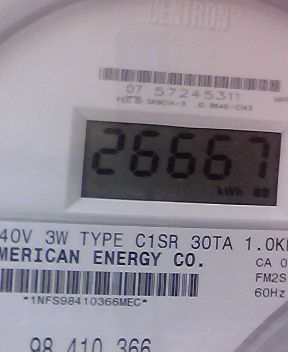 CENTRON
07 57245311
26667
kWh
40V 3W TYPE C1SR 30TA 1.0K
MERICAN ENERGY CO.
CA 0
FM2S
60Hz
*1NFS98410366MEC*
98 410 366